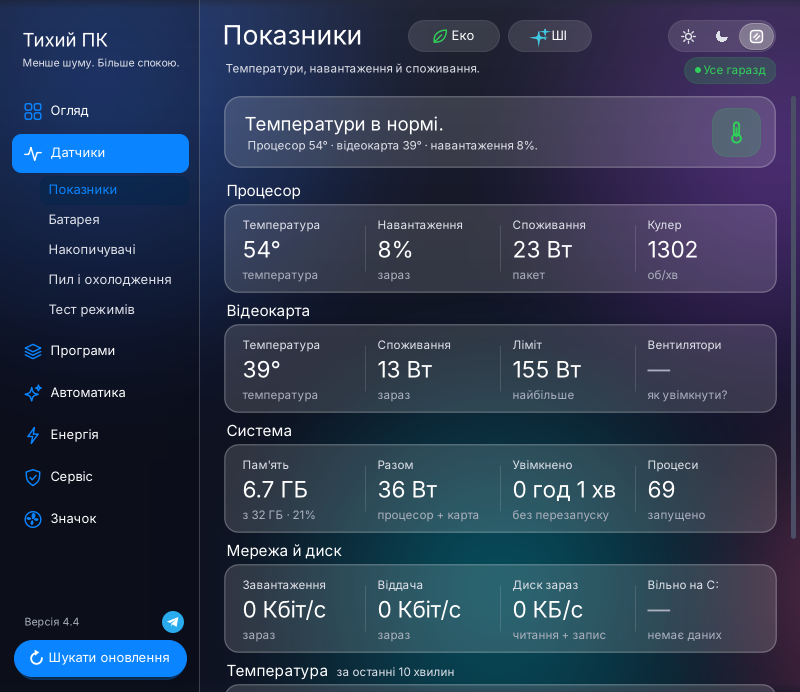 Тихий ПК
Менше шуму. Більше спокою.
Огляд
Датчики
Показники
Батарея
Накопичувачі
Пил і охолодження
Тест режимів
Програми
Автоматика
Енергія
Сервіс
Значок
Версія 4.4
Шукати оновлення
Показники
Еко
ШІ
Температури, навантаження й споживання.
Усе гаразд
Температури в нормі.
Процесор 54° · відеокарта 39° · навантаження 8%.
Процесор
Температура Навантаження Споживання Кулер
54° 8% 23 Вт 1302
температура зараз пакет об/хв
Відеокарта
Температура Споживання Ліміт Вентилятори
39° 13 Вт 155 Вт —
температура зараз найбільше як увімкнути?
Система
Пам'ять Разом Увімкнено Процеси
6.7 ГБ 36 Вт 0 год 1 хв 69
з 32 ГБ · 21% процесор + карта без перезапуску запущено
Мережа й диск
Завантаження Віддача Диск зараз Вільно на C:
0 Кбіт/с 0 Кбіт/с 0 КБ/с —
зараз зараз читання + запис немає даних
Температура за останні 10 хвилин